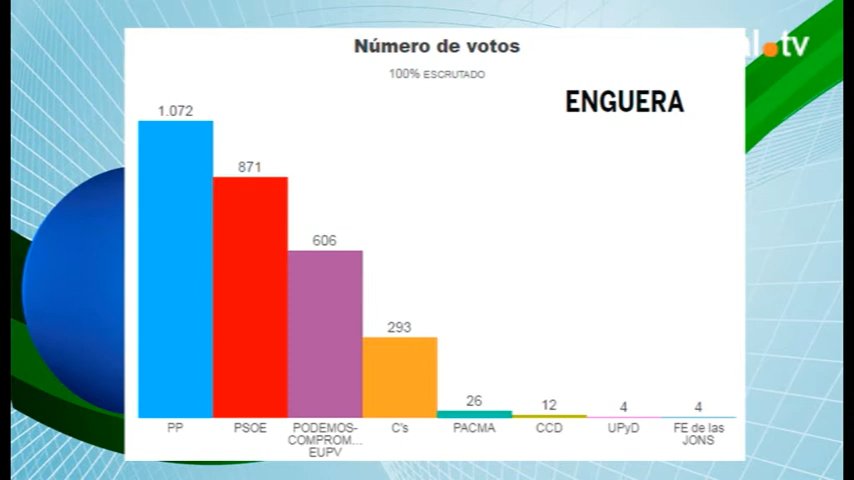 Número de votos
100% ESCRUTADO
.tv
ENGUERA
1.072
871
606
293
26
12
4
4
PP
PSOE
PODEMOS-
COMPROM...
EUPV
C's
PACMA
CCD
UPyD
FE de las
JONS